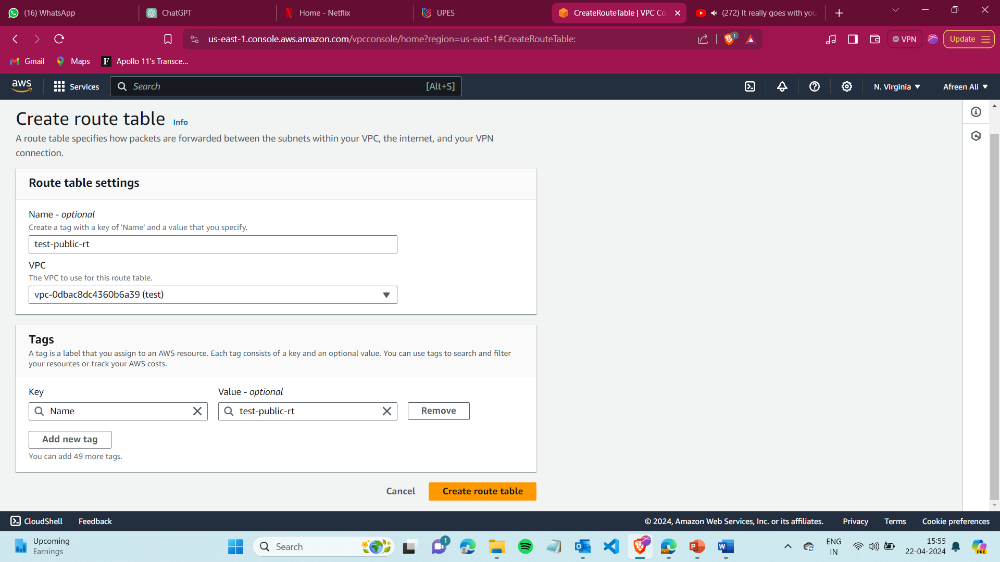 (16) WhatsApp
ChatGPT
Home - Netflix
UPES
CreateRouteTable | VPC Co
(272) It really goes with you
us-east-1.console.aws.amazon.com/vpcconsole/home?region=us-east-1#CreateRouteTable:
1
VPN
Update
Gmail
Maps
F
Apollo 11's Transce...
aws
Services
Search
[Alt+S]
N. Virginia
Afreen Ali
Create route table Info
A route table specifies how packets are forwarded between the subnets within your VPC, the internet, and your VPN
connection.
Route table settings
Name - optional
Create a tag with a key of 'Name' and a value that you specify.
test-public-rt
VPC
The VPC to use for this route table.
vpc-0dbac8dc4360b6a39 (test)
Tags
A tag is a label that you assign to an AWS resource. Each tag consists of a key and an optional value. You can use tags to search and filter
your resources or track your AWS costs.
Key
Value - optional
Name
test-public-rt
Remove
Add new tag
You can add 49 more tags.
Cancel
Create route table
CloudShell
Feedback
© 2024, Amazon Web Services, Inc. or its affiliates.
Privacy
Terms
Cookie preferences
Upcoming
Earnings
Search
1
ENG
IN
15:55
22-04-2024
PRE